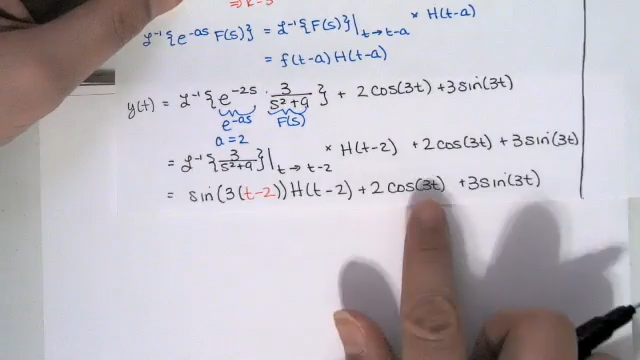 ⇒ k=3
ℒ⁻¹{e^-as F(s)} = ℒ⁻¹{F(s)}|t→t-a * H(t-a)
= f(t-a)H(t-a)
y(t) = ℒ⁻¹{e^-2s · 3/(s²+9)} + 2cos(3t) + 3sin(3t)
e^-as F(s)
a=2
= ℒ⁻¹{3/(s²+9)}|t→t-2 * H(t-2) + 2cos(3t) + 3sin(3t)
= sin(3(t-2))H(t-2) + 2cos(3t) + 3sin(3t)